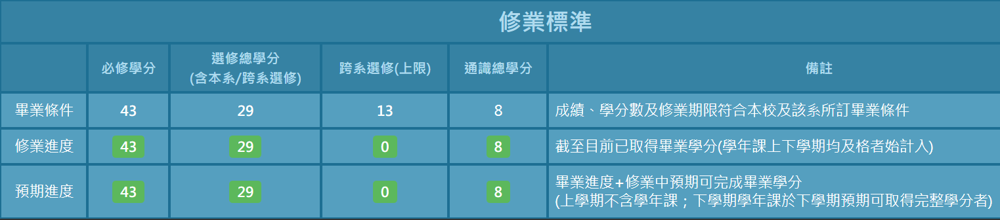 修業標準
必修學分
選修總學分
(含本系/跨系選修)
跨系選修(上限)
通識總學分
備註
畢業條件 43 29 13 8 成績、學分數及修業期限符合本校及該系所訂畢業條件
修業進度 43 29 0 8 截至目前已取得畢業學分(學年課上下學期均及格者始計入)
預期進度 43 29 0 8 畢業進度+修業中預期可完成畢業學分
(上學期不含學年課；下學期學年課於下學期預期可取得完整學分者)